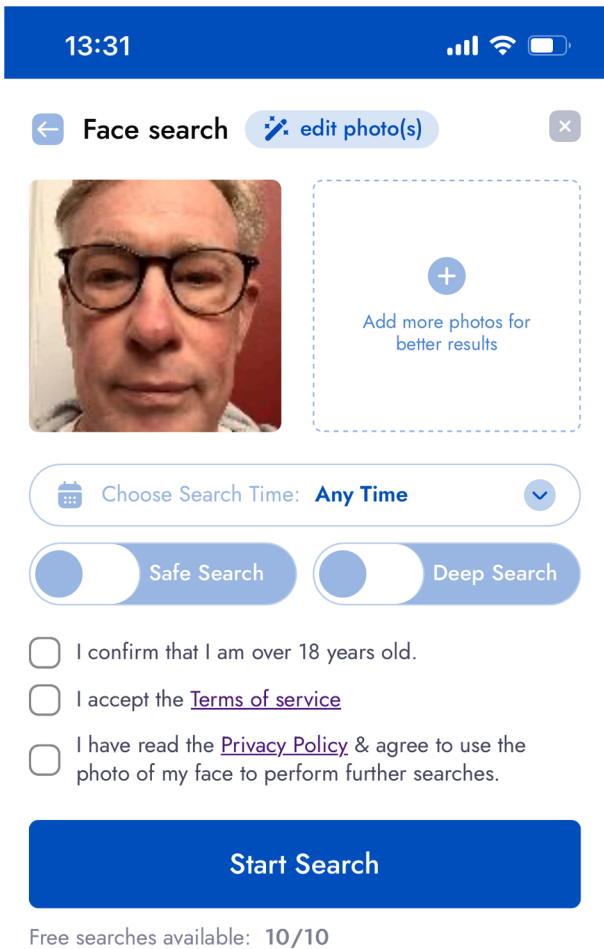 13:31
Face search
edit photo(s)
Add more photos for
better results
Choose Search Time: Any Time
Safe Search
Deep Search
I confirm that I am over 18 years old.
I accept the Terms of service
I have read the Privacy Policy & agree to use the
photo of my face to perform further searches.
Start Search
Free searches available: 10/10